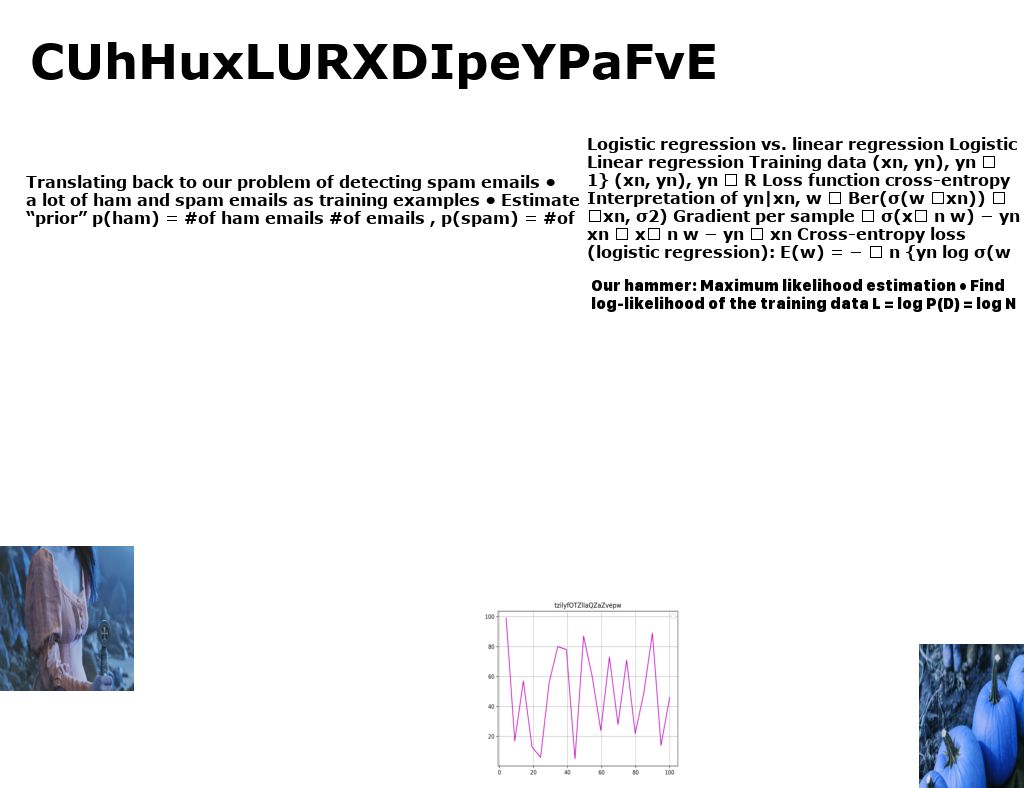 CUhHuxLURXDIpeYPaFvE
Translating back to our problem of detecting spam emails •
a lot of ham and spam emails as training examples • Estimate
“prior” p(ham) = #of ham emails #of emails , p(spam) = #of
Logistic regression vs. linear regression Logistic
Linear regression Training data (xn, yn), yn □
1} (xn, yn), yn □ R Loss function cross-entropy
Interpretation of yn|xn, w □ Ber(σ(w □xn)) □
□xn, σ2) Gradient per sample □ σ(x□ n w) − yn
xn □ x□ n w − yn □ xn Cross-entropy loss
(logistic regression): E(w) = − □ n {yn log σ(w
Our hammer: Maximum likelihood estimation • Find
log-likelihood of the training data L = log P(D) = log N
100
80
60
40
20
0 20 40 60 80 100